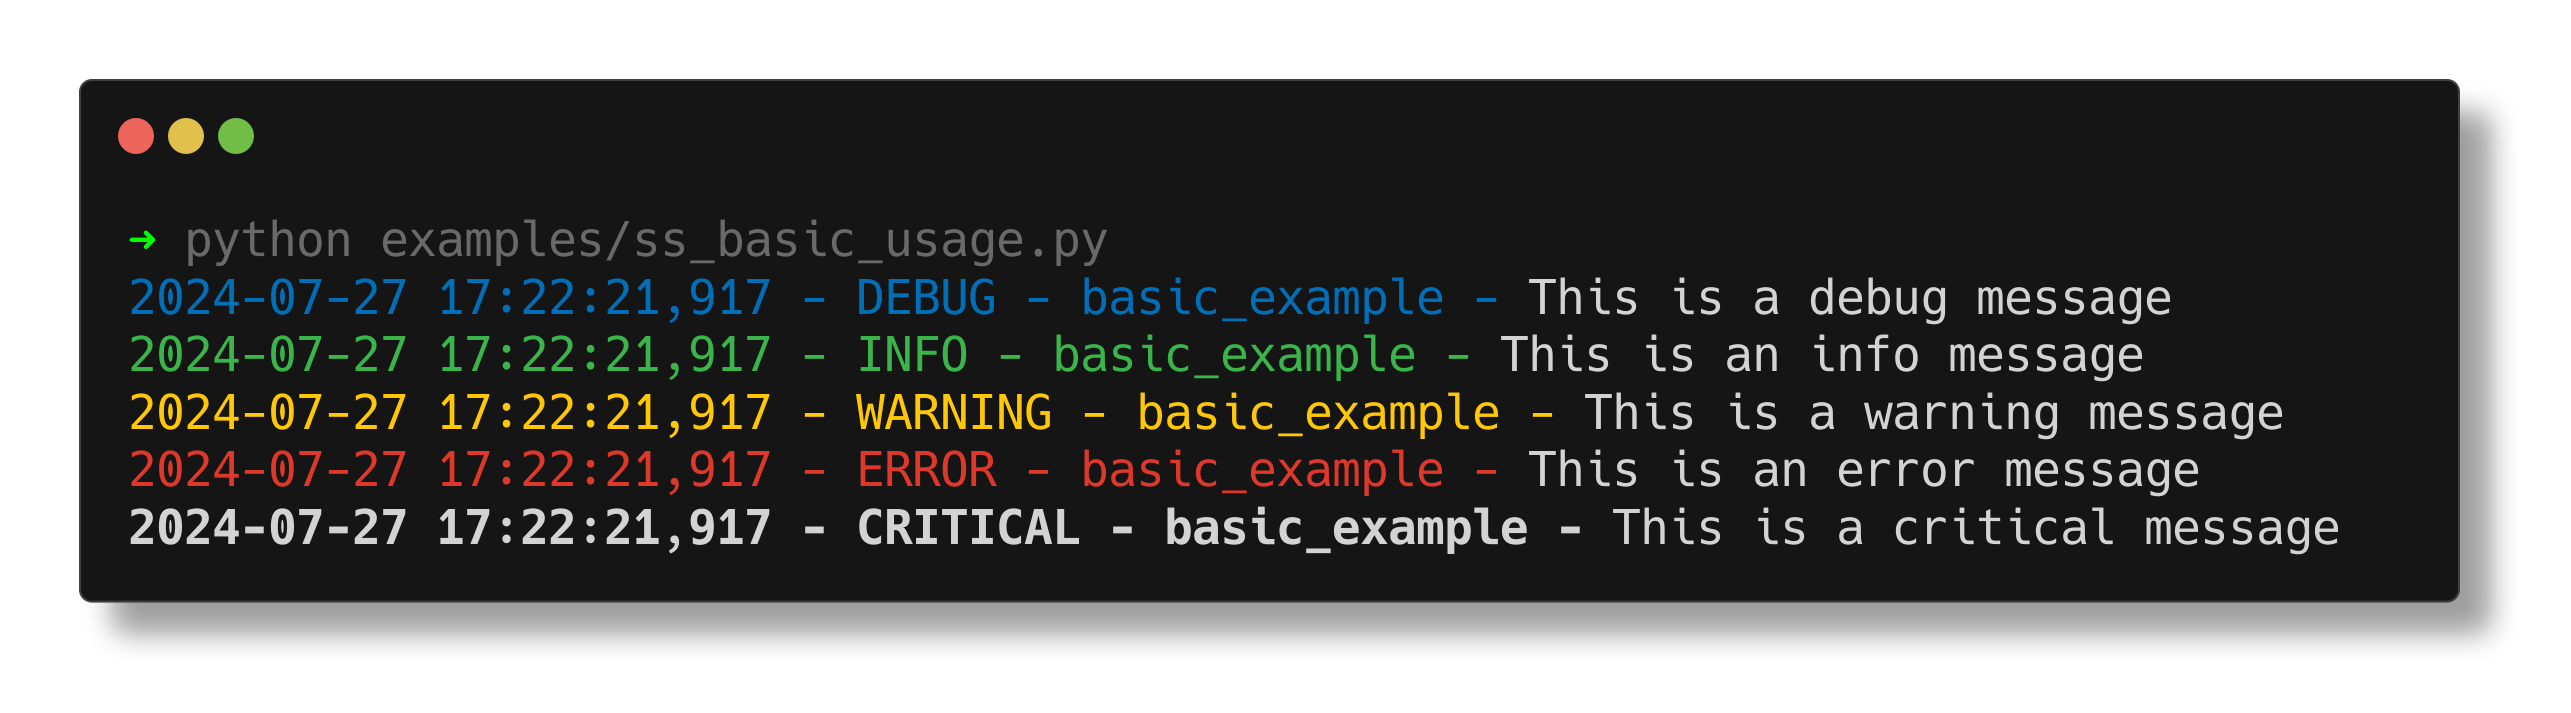 ➜ python examples/ss_basic_usage.py
2024-07-27 17:22:21,917 - DEBUG - basic_example - This is a debug message
2024-07-27 17:22:21,917 - INFO - basic_example - This is an info message
2024-07-27 17:22:21,917 - WARNING - basic_example - This is a warning message
2024-07-27 17:22:21,917 - ERROR - basic_example - This is an error message
2024-07-27 17:22:21,917 - CRITICAL - basic_example - This is a critical message